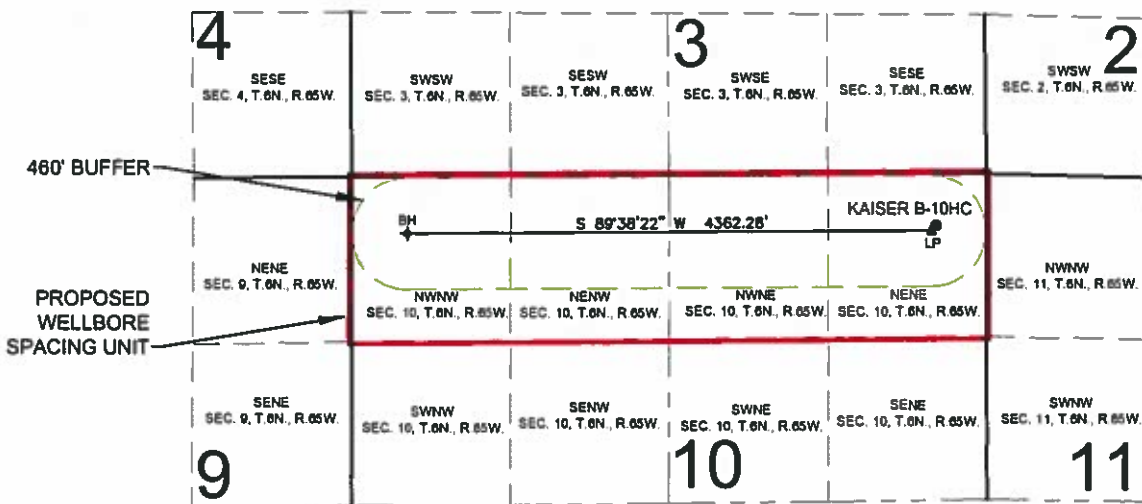 4
3
2
SESE
SEC. 4, T.6N., R.65W.
SWSW
SEC. 3, T.6N., R.65W.
SESW
SEC. 3, T.6N., R.65W.
SWSE
SEC. 3, T.6N., R.65W.
SESE
SEC. 3, T.6N., R.65W.
SWSW
SEC. 2, T.6N., R.65W.
460' BUFFER
BH
S 89°38'22" W 4362.28'
KAISER B-10HC
LP
NENE
SEC. 9, T.6N., R.65W.
NWNW
SEC. 10, T.6N., R.65W.
NENW
SEC. 10, T.6N., R.65W.
NWNE
SEC. 10, T.6N., R.65W.
NENE
SEC. 10, T.6N., R.65W.
NWNW
SEC. 11, T.6N., R.65W.
PROPOSED
WELLBORE
SPACING UNIT
SENE
SEC. 9, T.6N., R.65W.
SWNW
SEC. 10, T.6N., R.65W.
SENW
SEC. 10, T.6N., R.65W.
SWNE
SEC. 10, T.6N., R.65W.
SENE
SEC. 10, T.6N., R.65W.
SWNW
SEC. 11, T.6N., R.65W.
9
10
11